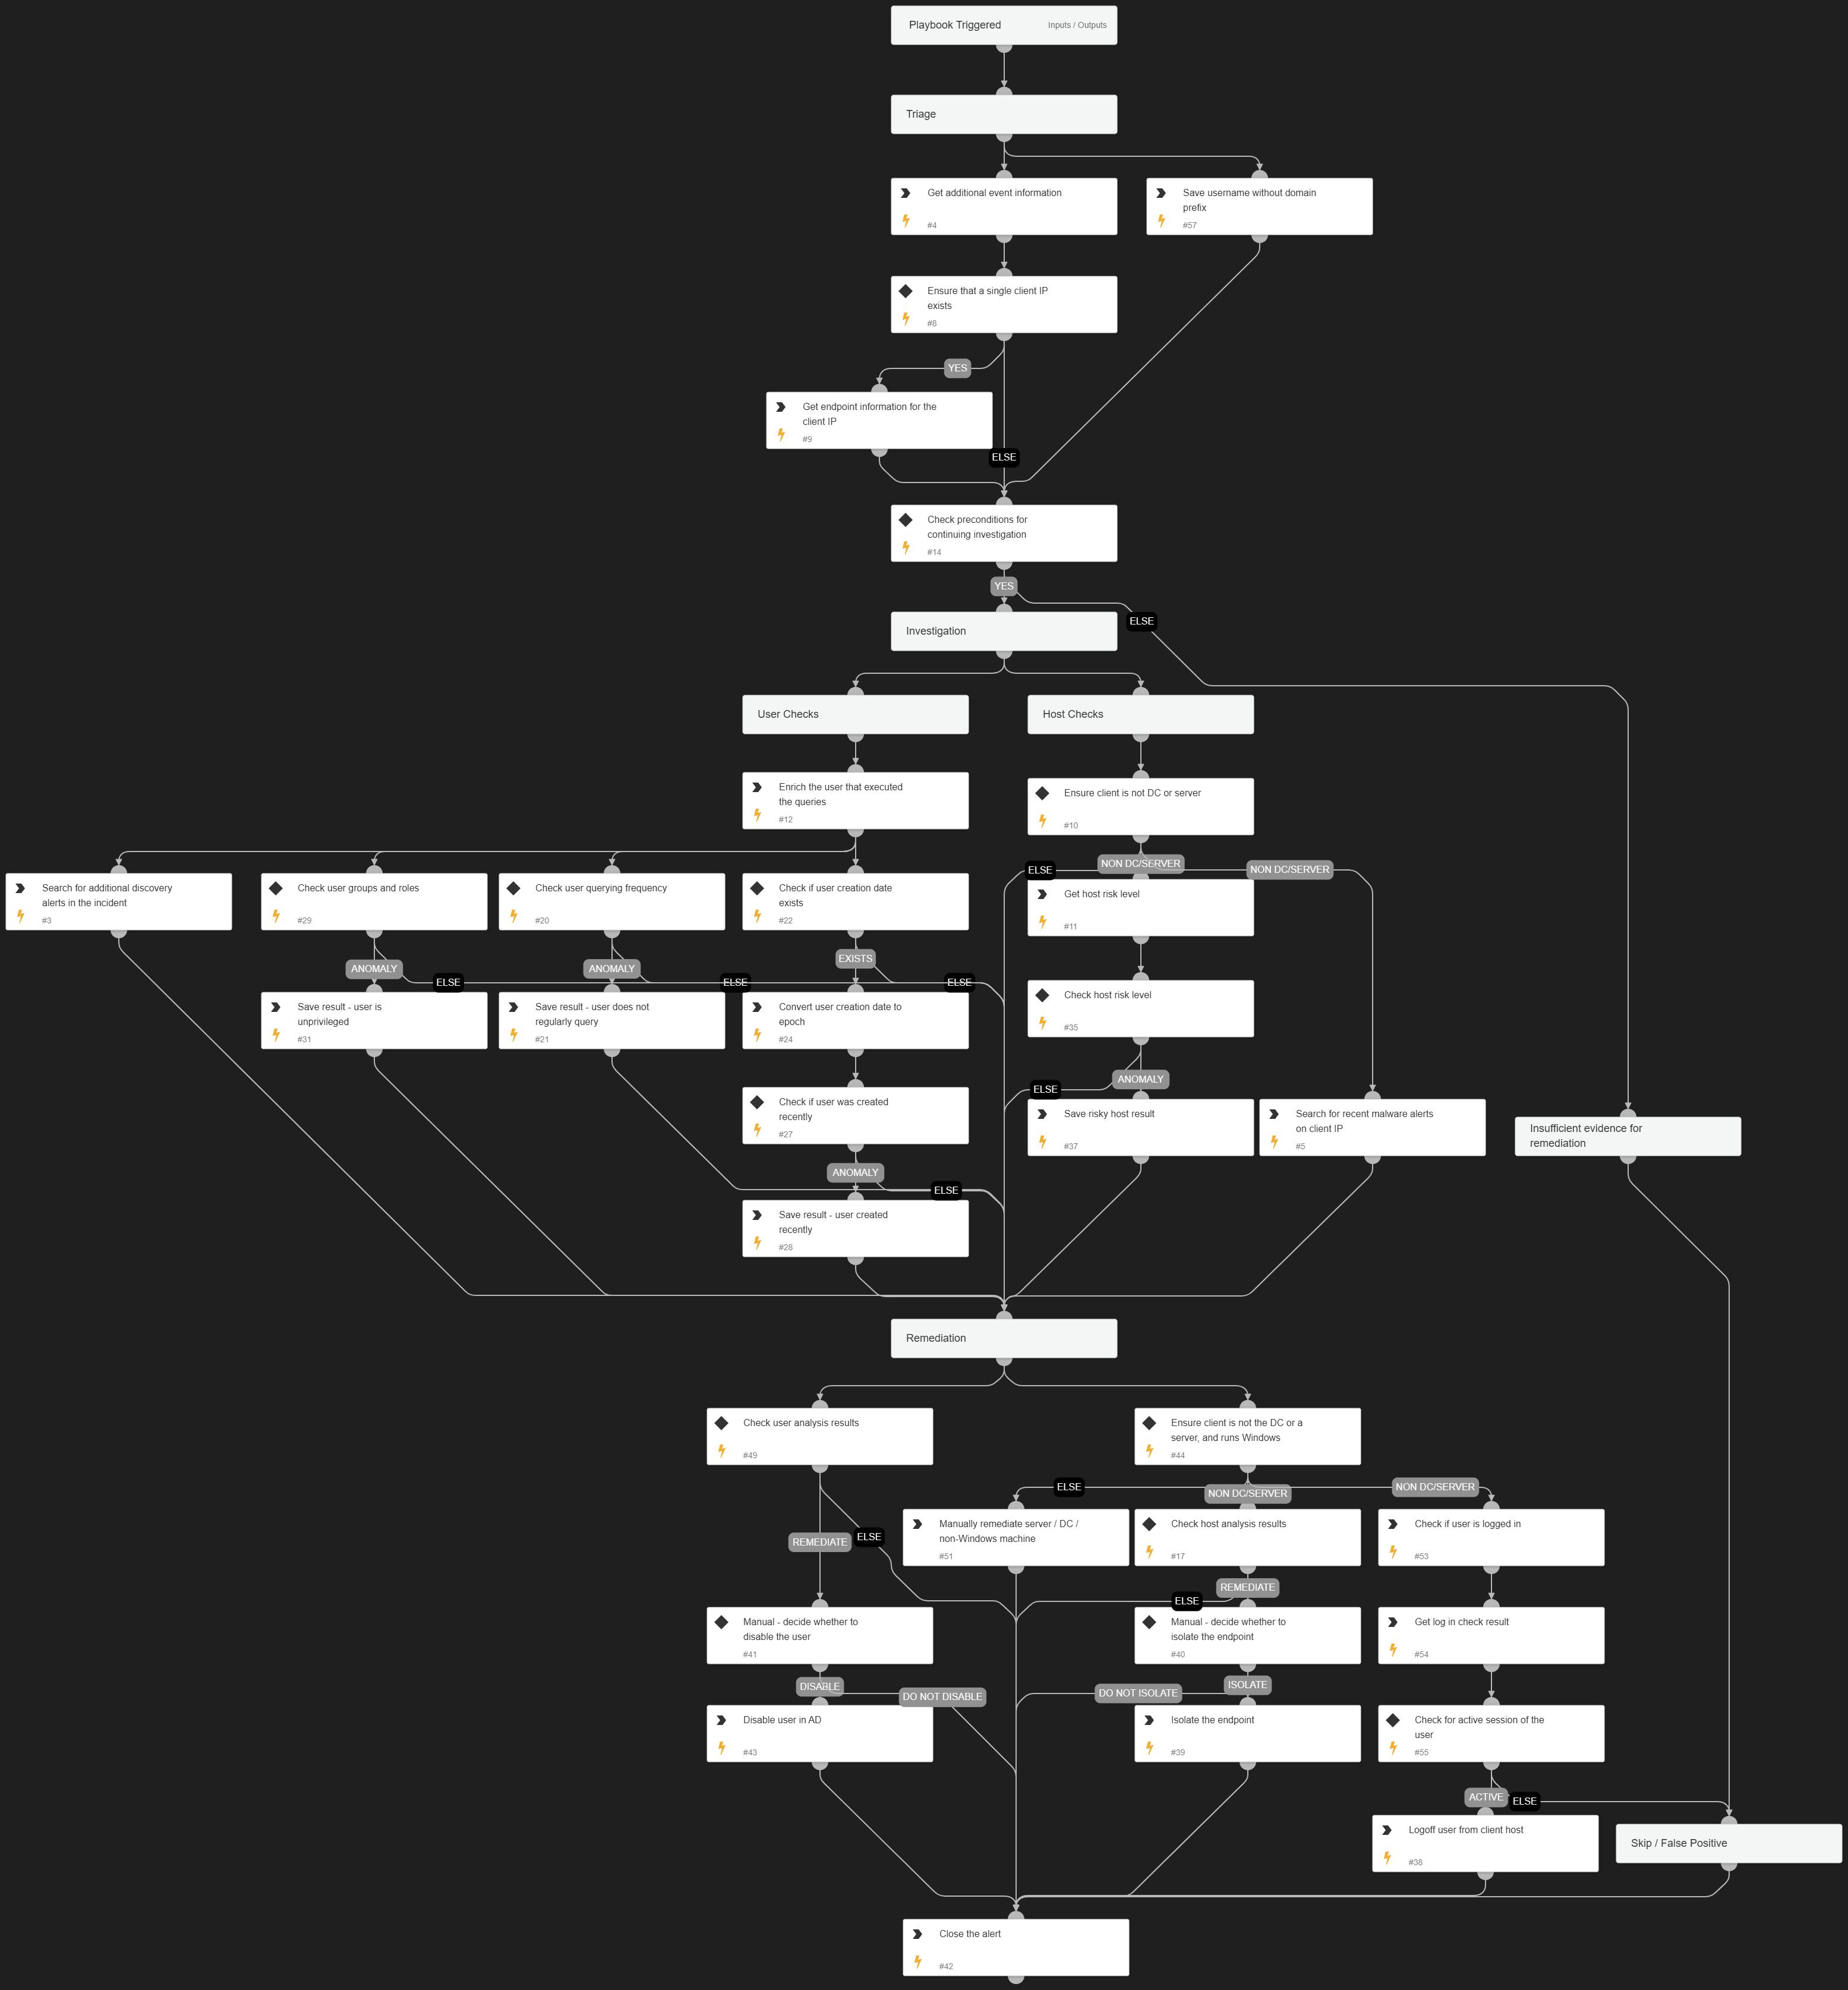 Playbook Triggered
Inputs / Outputs
Triage
Get additional event information
#4
Save username without domain
prefix
#57
Ensure that a single client IP
exists
#8
YES
Get endpoint information for the
client IP
#9
ELSE
Check preconditions for
continuing investigation
#14
YES
ELSE
Investigation
User Checks
Host Checks
Enrich the user that executed
the queries
#12
Ensure client is not DC or server
#10
ELSE
NON DC/SERVER
NON DC/SERVER
Search for additional discovery
alerts in the incident
#3
Check user groups and roles
#29
Check user querying frequency
#20
Check if user creation date
exists
#22
Get host risk level
#11
ANOMALY
ELSE
ANOMALY
ELSE
EXISTS
ELSE
Save result - user is
unprivileged
#31
Save result - user does not
regularly query
#21
Convert user creation date to
epoch
#24
Check host risk level
#35
ELSE
ANOMALY
Check if user was created
recently
#27
Save risky host result
#37
Search for recent malware alerts
on client IP
#5
Insufficient evidence for
remediation
ANOMALY
ELSE
Save result - user created
recently
#28
Remediation
Check user analysis results
#49
Ensure client is not the DC or a
server, and runs Windows
#44
ELSE
NON DC/SERVER
NON DC/SERVER
REMEDIATE
ELSE
Manually remediate server / DC /
non-Windows machine
#51
Check host analysis results
#17
Check if user is logged in
#53
REMEDIATE
ELSE
Manual - decide whether to
disable the user
#41
Manual - decide whether to
isolate the endpoint
#40
Get log in check result
#54
DISABLE
DO NOT DISABLE
DO NOT ISOLATE
ISOLATE
Disable user in AD
#43
Isolate the endpoint
#39
Check for active session of the
user
#55
ACTIVE
ELSE
Logoff user from client host
#38
Skip / False Positive
Close the alert
#42